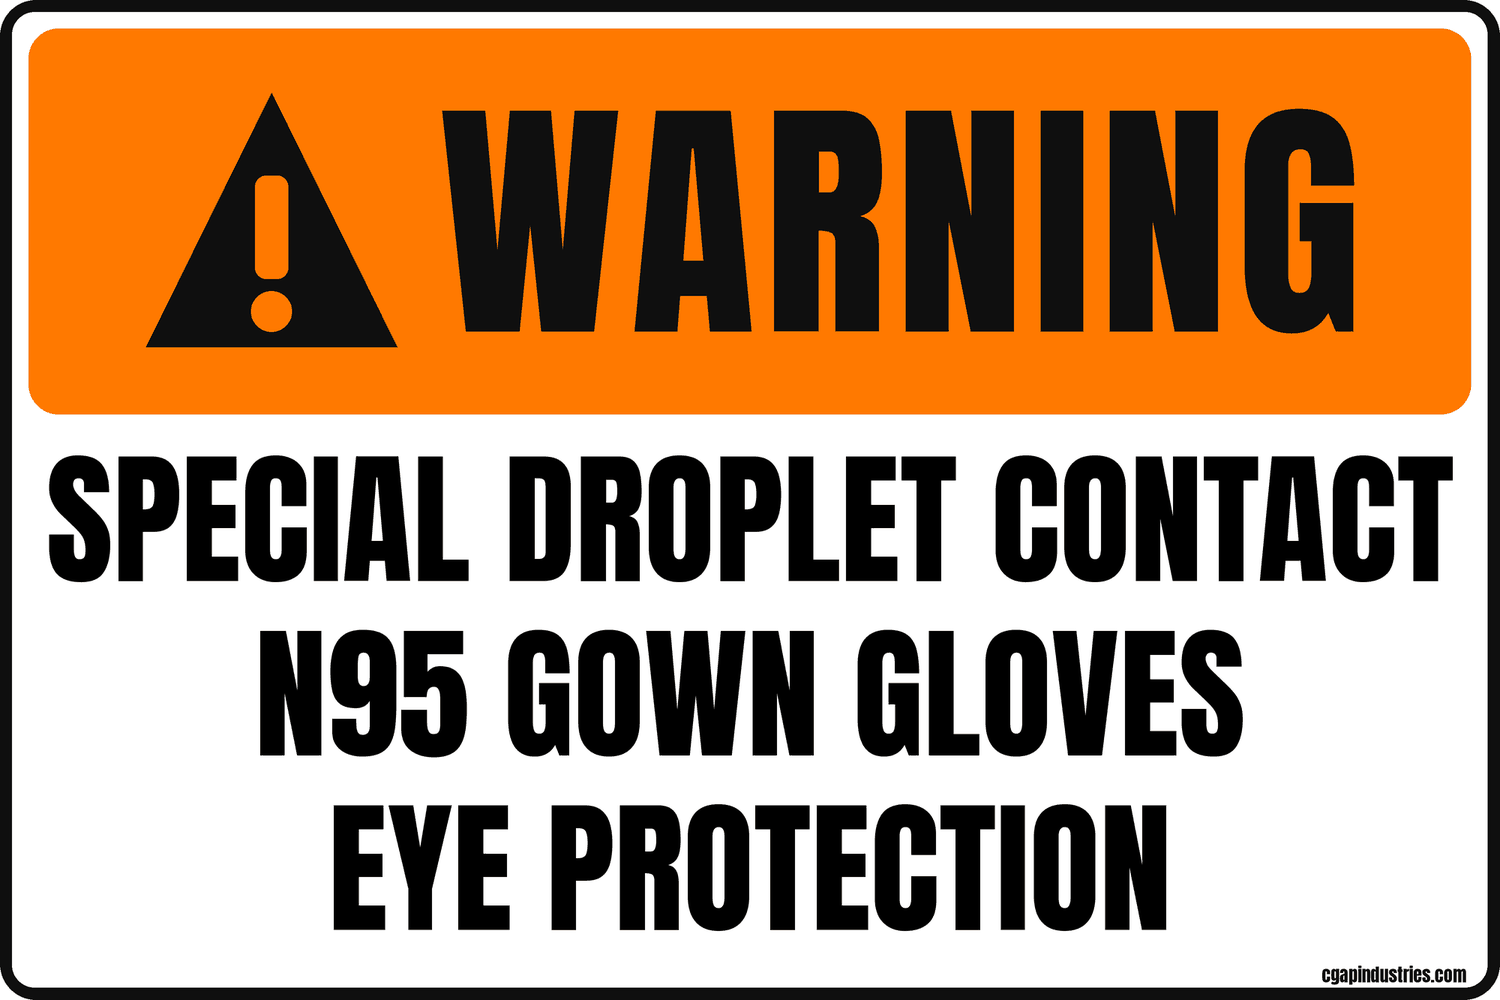 WARNING
SPECIAL DROPLET CONTACT
N95 GOWN GLOVES
EYE PROTECTION
cgapindustries.com